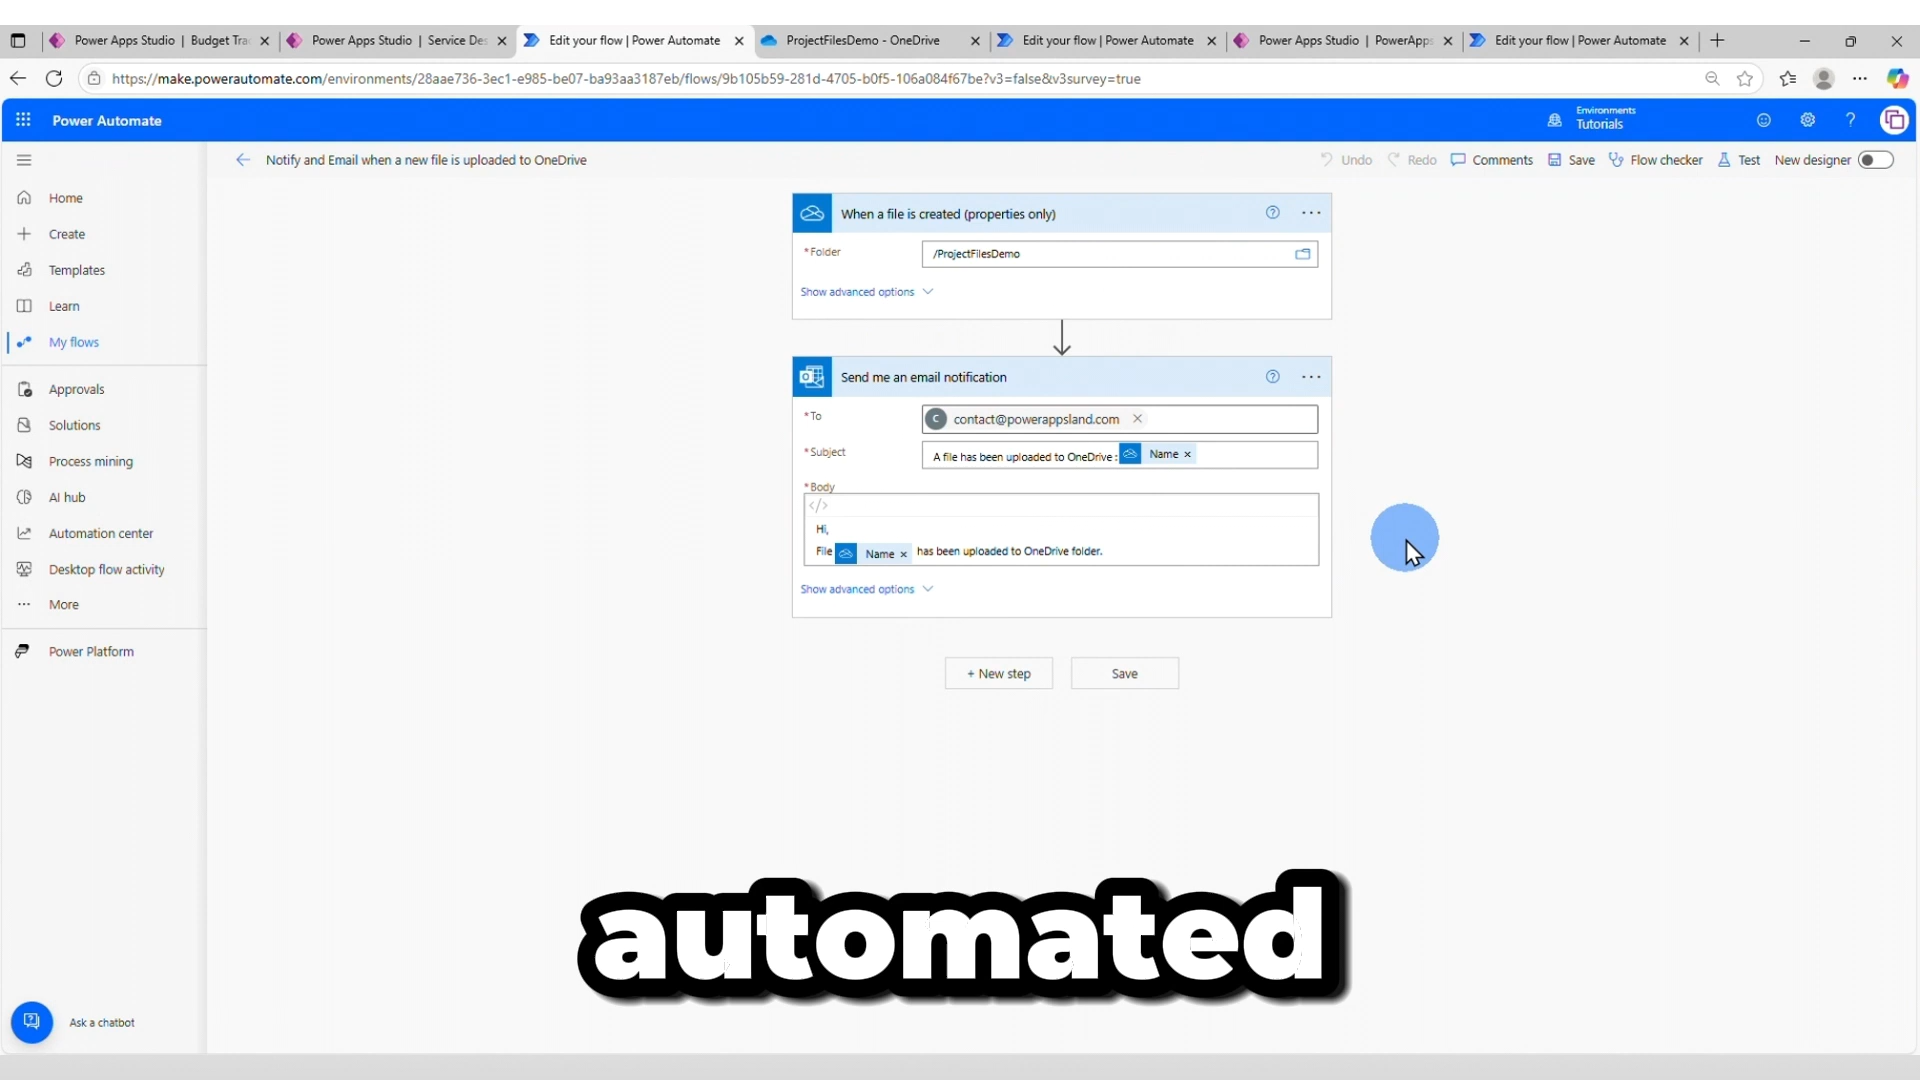 Power Apps Studio | Budget Tra
Power Apps Studio | Service Des
Edit your flow | Power Automate
ProjectFilesDemo - OneDrive
Edit your flow | Power Automate
Power Apps Studio | PowerApps
Edit your flow | Power Automate
https://make.powerautomate.com/environments/28aae736-3ec1-e985-be07-ba93aa3187eb/flows/9b105b59-281d-4705-b0f5-106a084f67be?v3=false&v3survey=true
Power Automate
Environments
Tutorials
Notify and Email when a new file is uploaded to OneDrive
Undo
Redo
Comments
Save
Flow checker
Test
New designer
Home
Create
Templates
Learn
My flows
Approvals
Solutions
Process mining
AI hub
Automation center
Desktop flow activity
More
Power Platform
Ask a chatbot
When a file is created (properties only)
*Folder
/ProjectFilesDemo
Show advanced options
Send me an email notification
*To
C contact@powerappsland.com
*Subject
A file has been uploaded to OneDrive : Name
*Body
</>
Hi,
File Name has been uploaded to OneDrive folder.
Show advanced options
+ New step
Save
automated